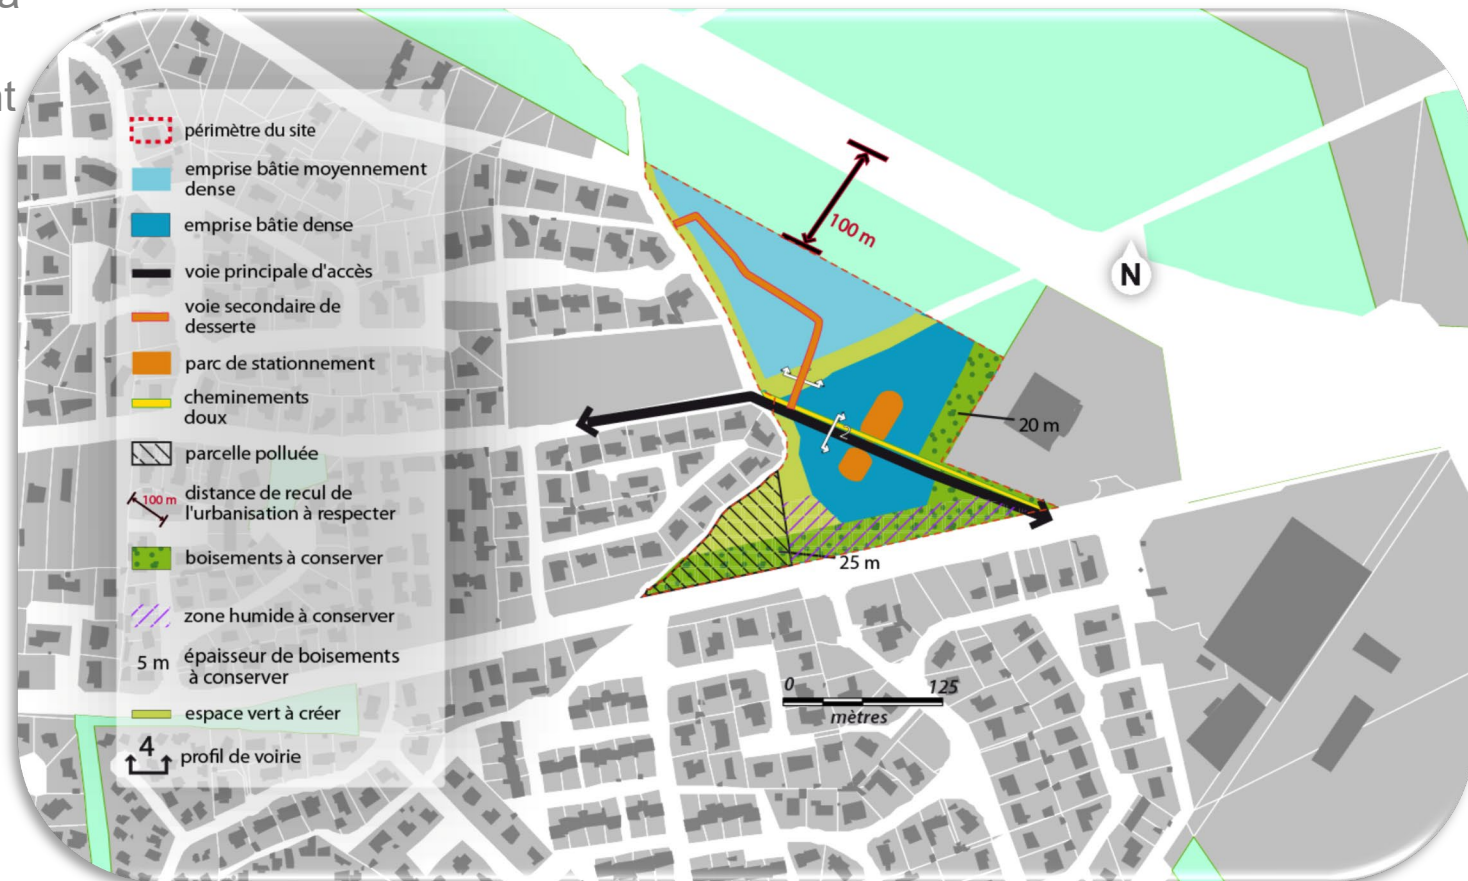 a
nt
périmètre du site
emprise bâtie moyennement
dense
emprise bâtie dense
voie principale d'accès
voie secondaire de
desserte
parc de stationnement
cheminements
doux
parcelle polluée
100 m
distance de recul de
l'urbanisation à respecter
boisements à conserver
zone humide à conserver
5 m
épaisseur de boisements
à conserver
espace vert à créer
4
profil de voirie
100 m
N
20 m
2
25 m
0 125
mètres